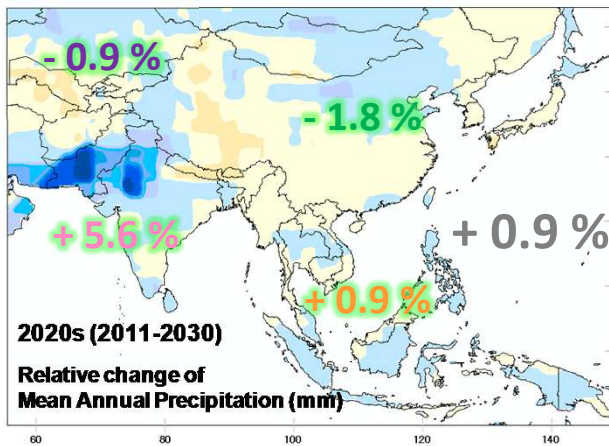 - 0.9 %
- 1.8 %
+ 5.6 %
+ 0.9 %
+ 0.9 %
2020s (2011-2030)
Relative change of
Mean Annual Precipitation (mm)
60 80 100 120 140